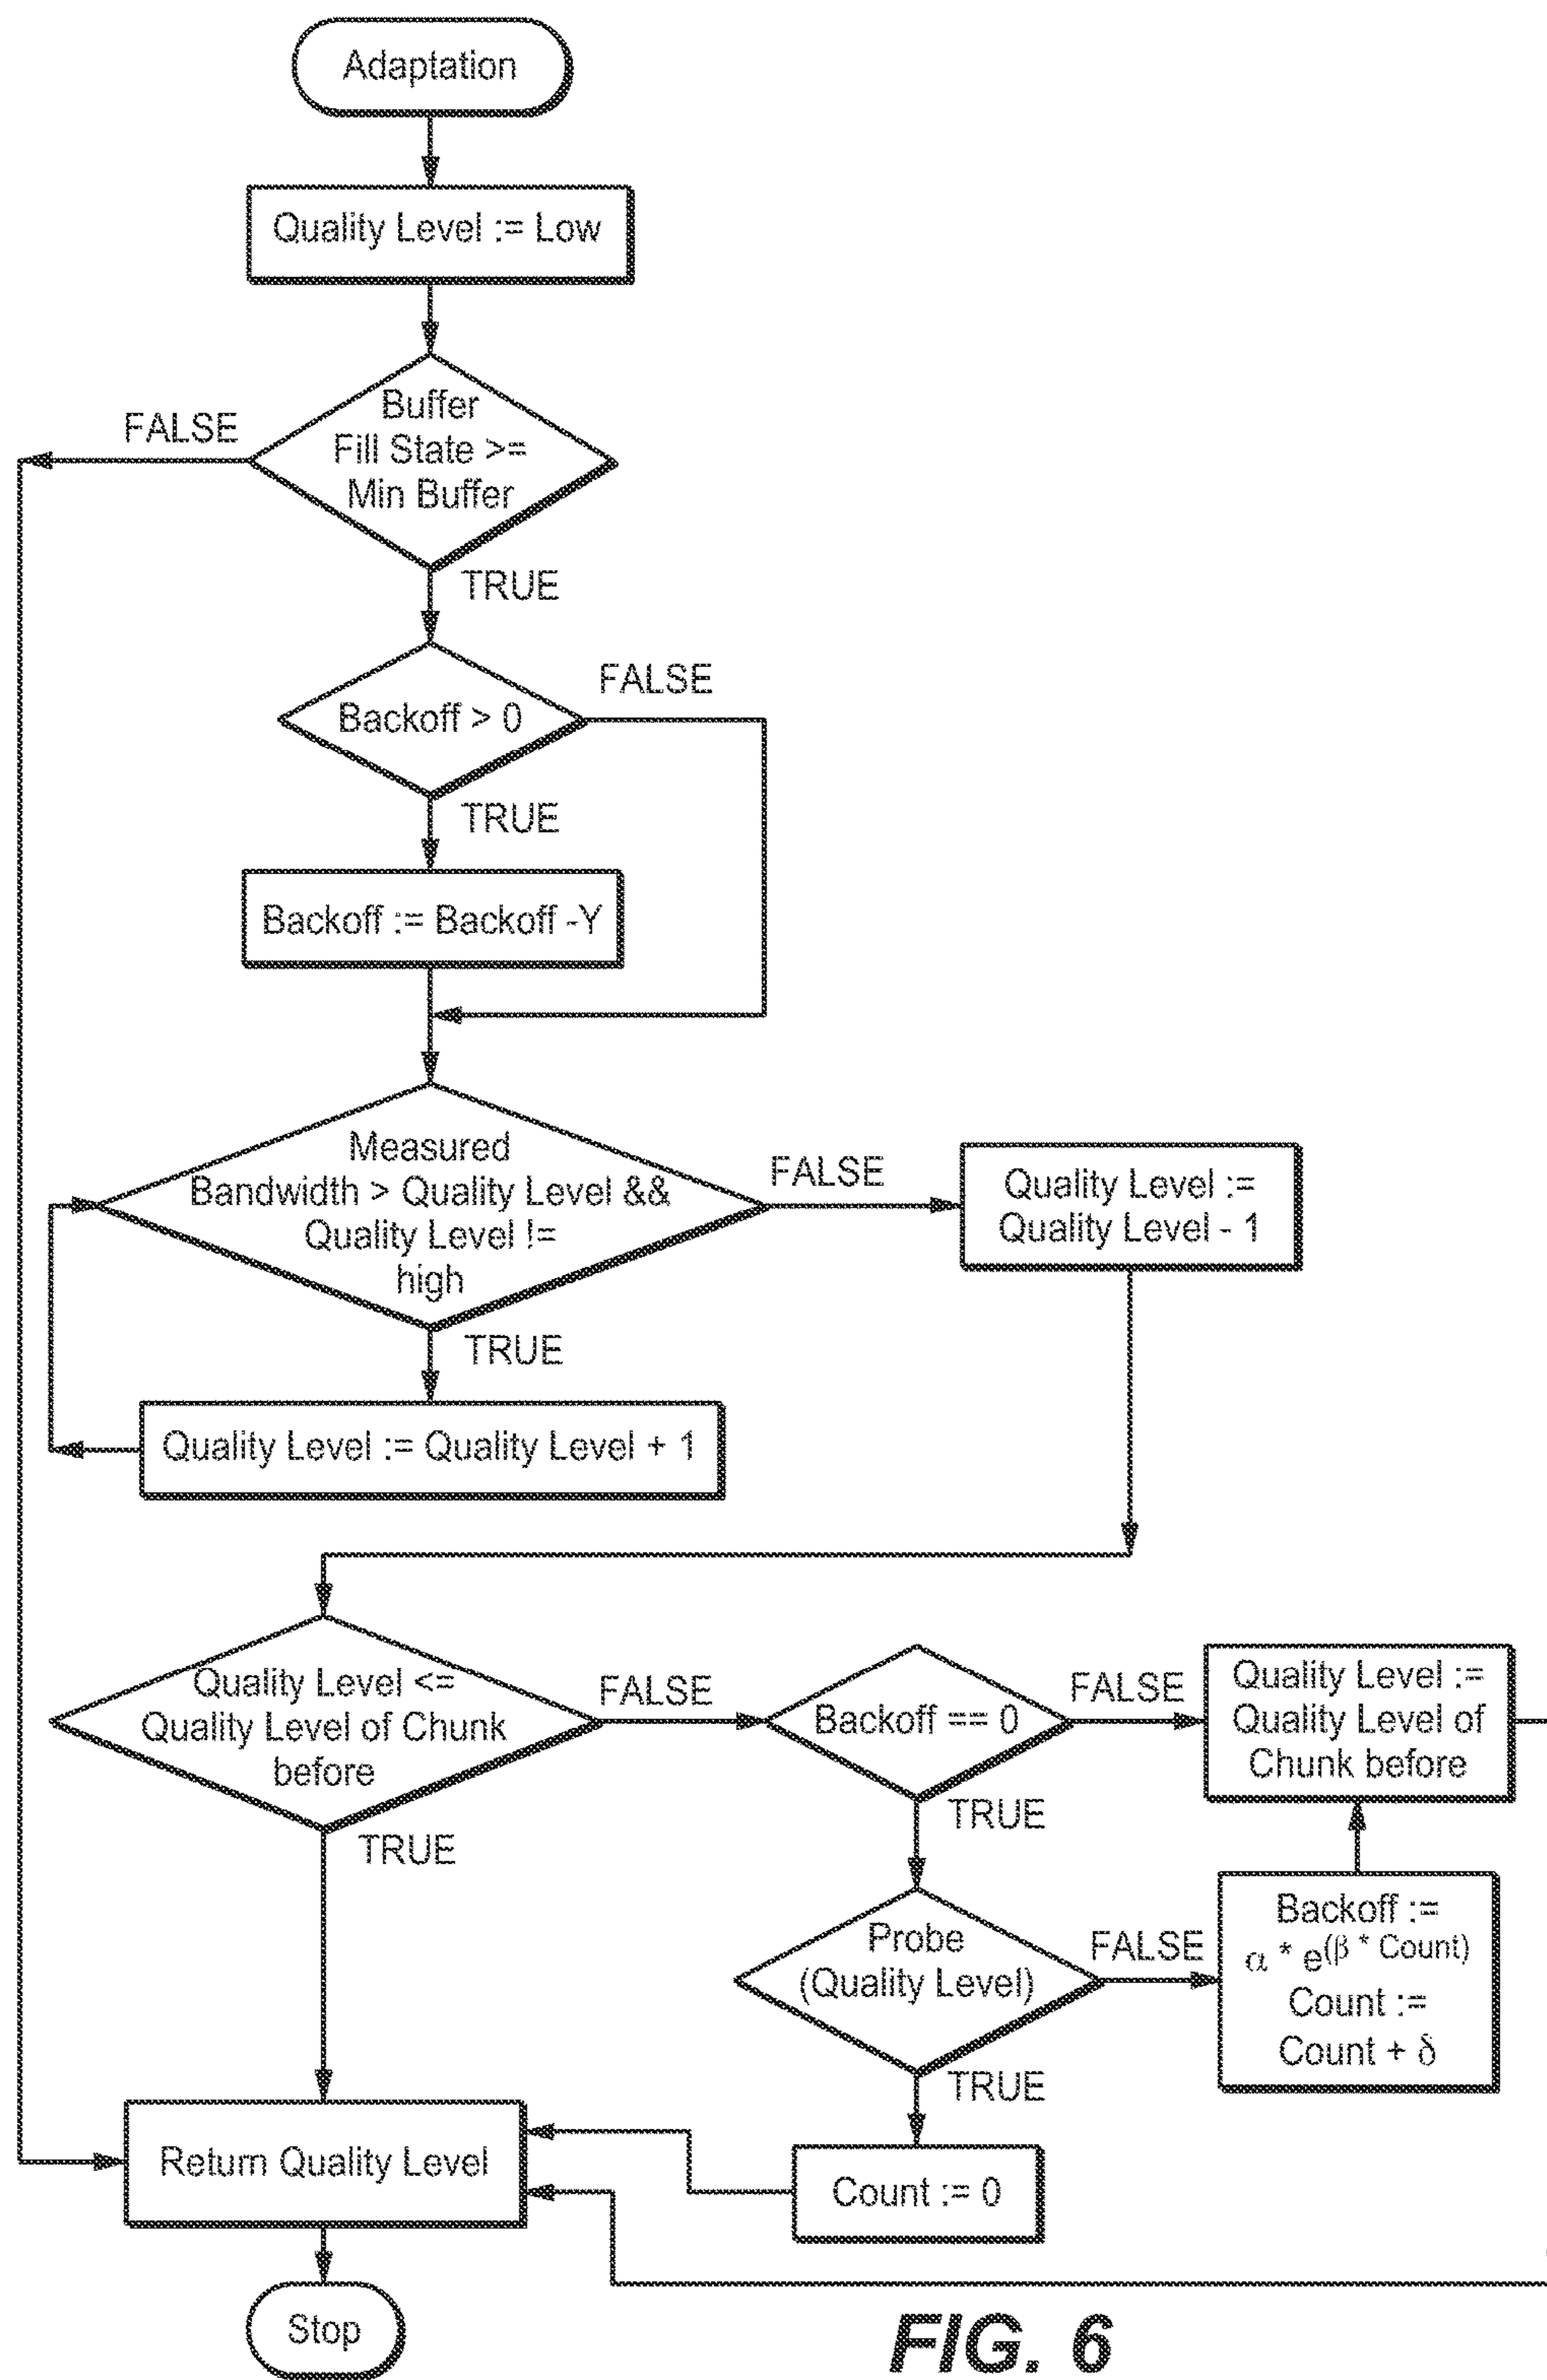 Adaptation
Quality Level := Low
Buffer
Fill State >=
Min Buffer
FALSE
TRUE
Backoff > 0
FALSE
TRUE
Backoff := Backoff -Y
Measured
Bandwidth > Quality Level &&
Quality Level !=
high
FALSE
Quality Level :=
Quality Level - 1
TRUE
Quality Level := Quality Level + 1
Quality Level <=
Quality Level of Chunk
before
FALSE
Backoff == 0
FALSE
Quality Level :=
Quality Level of
Chunk before
TRUE
TRUE
Probe
(Quality Level)
FALSE
Backoff :=
α * e(β * Count)
Count :=
Count + δ
TRUE
Return Quality Level
Count := 0
Stop
FIG. 6